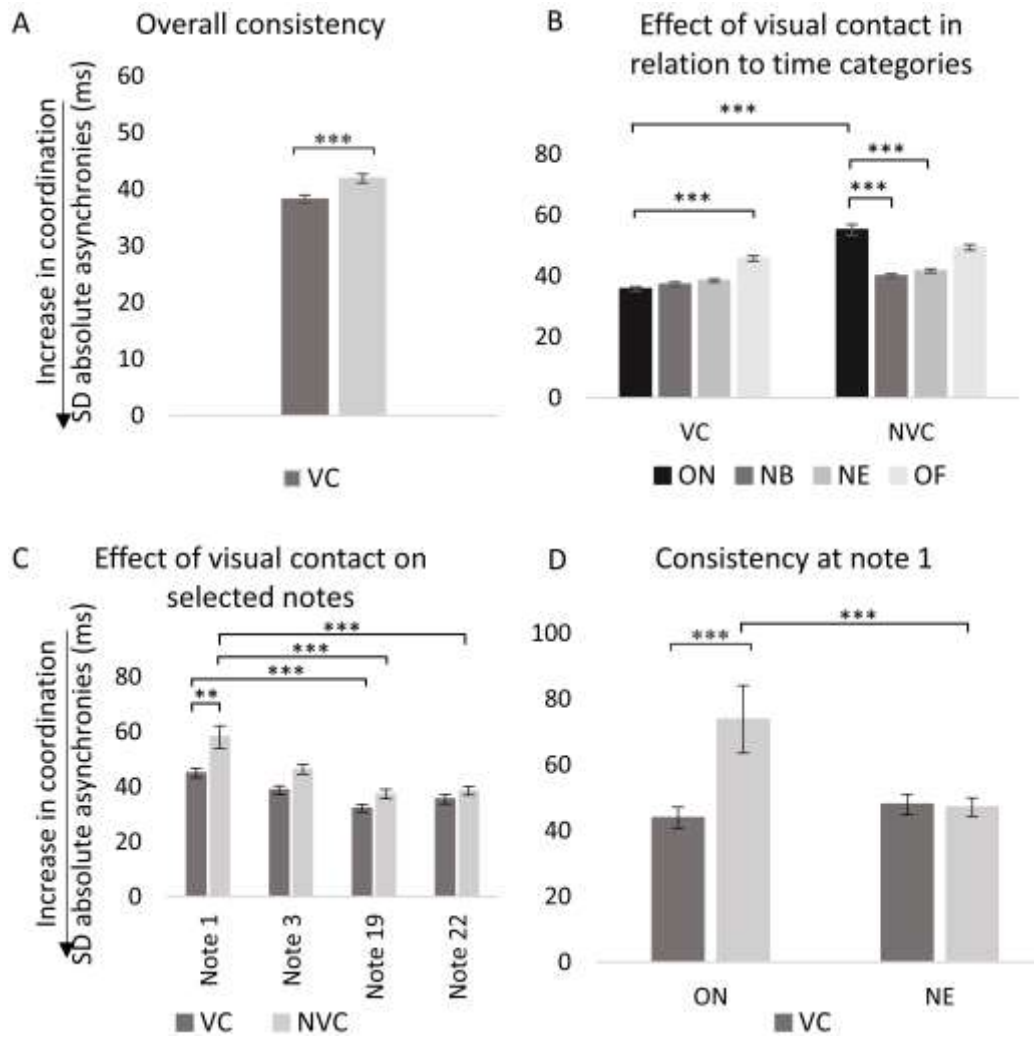 A Overall consistency
Increase in coordination
SD absolute asynchronies (ms)
60
50
40
30
20
10
0
***
VC
B Effect of visual contact in
relation to time categories
80
60
40
20
0
***
***
***
***
VC NVC
ON NB NE OF
C Effect of visual contact on
selected notes
Increase in coordination
SD absolute asynchronies (ms)
80
60
40
20
0
***
***
***
**
Note 1
Note 3
Note 19
Note 22
VC NVC
D Consistency at note 1
100
80
60
40
20
0
***
***
ON NE
VC